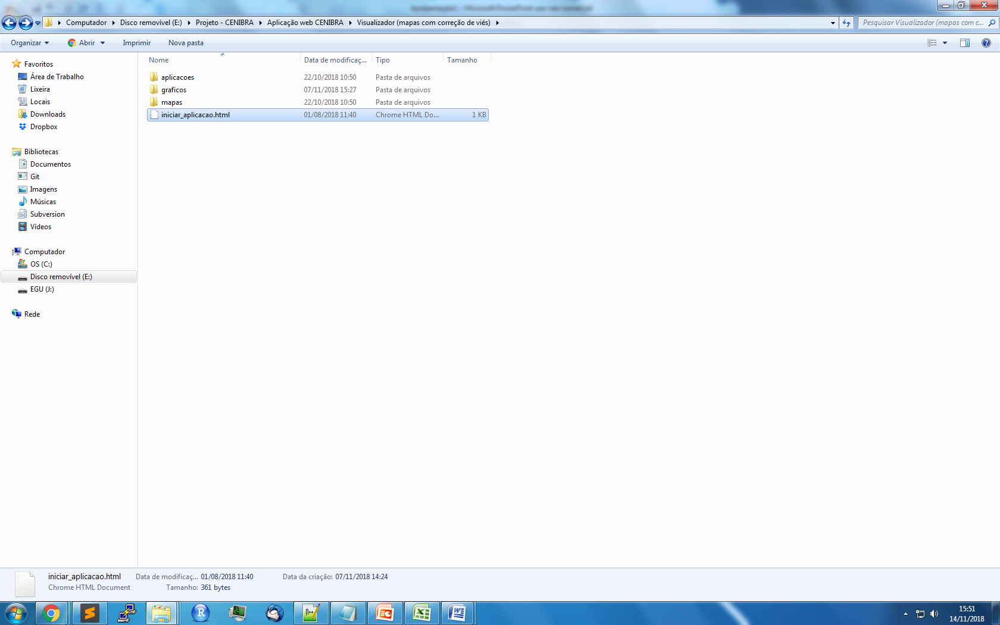 Computador Disco removível (E:) Projeto - CENIBRA Aplicação web CENIBRA Visualizador (mapas com correção de viés)
Pesquisar Visualizador (mapas com c...
Organizar Abrir Imprimir Nova pasta
Favoritos
Área de Trabalho
Lixeira
Locais
Downloads
Dropbox
Bibliotecas
Documentos
Git
Imagens
Músicas
Subversion
Vídeos
Computador
OS (C:)
Disco removível (E:)
EGU (J:)
Rede
Nome Data de modificaç... Tipo Tamanho
aplicacoes 22/10/2018 10:50 Pasta de arquivos
graficos 07/11/2018 15:27 Pasta de arquivos
mapas 22/10/2018 10:50 Pasta de arquivos
iniciar_aplicacao.html 01/08/2018 11:40 Chrome HTML Do... 1 KB
iniciar_aplicacao.html Data de modificaç... 01/08/2018 11:40 Data da criação: 07/11/2018 14:24
Chrome HTML Document Tamanho: 361 bytes
15:51
14/11/2018